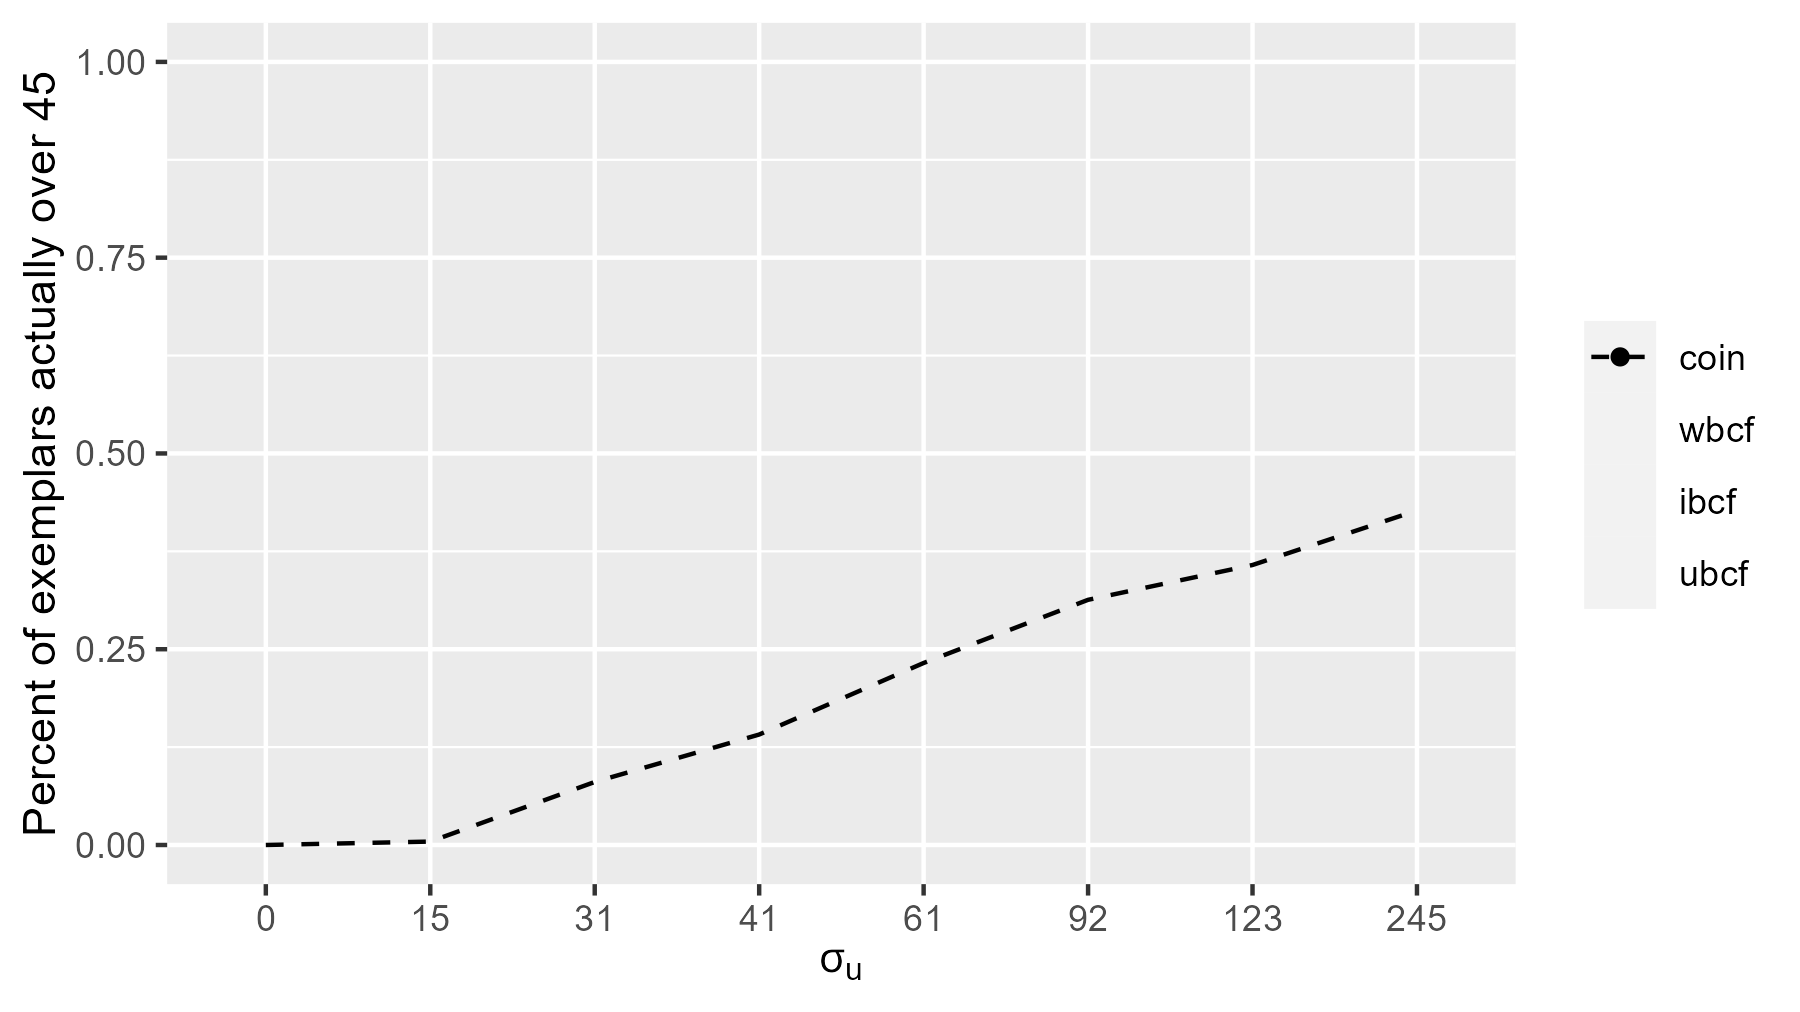 Percent of exemplars actually over 45
1.00
0.75
0.50
0.25
0.00
0 15 31 41 61 92 123 245
σu
coin
wbcf
ibcf
ubcf